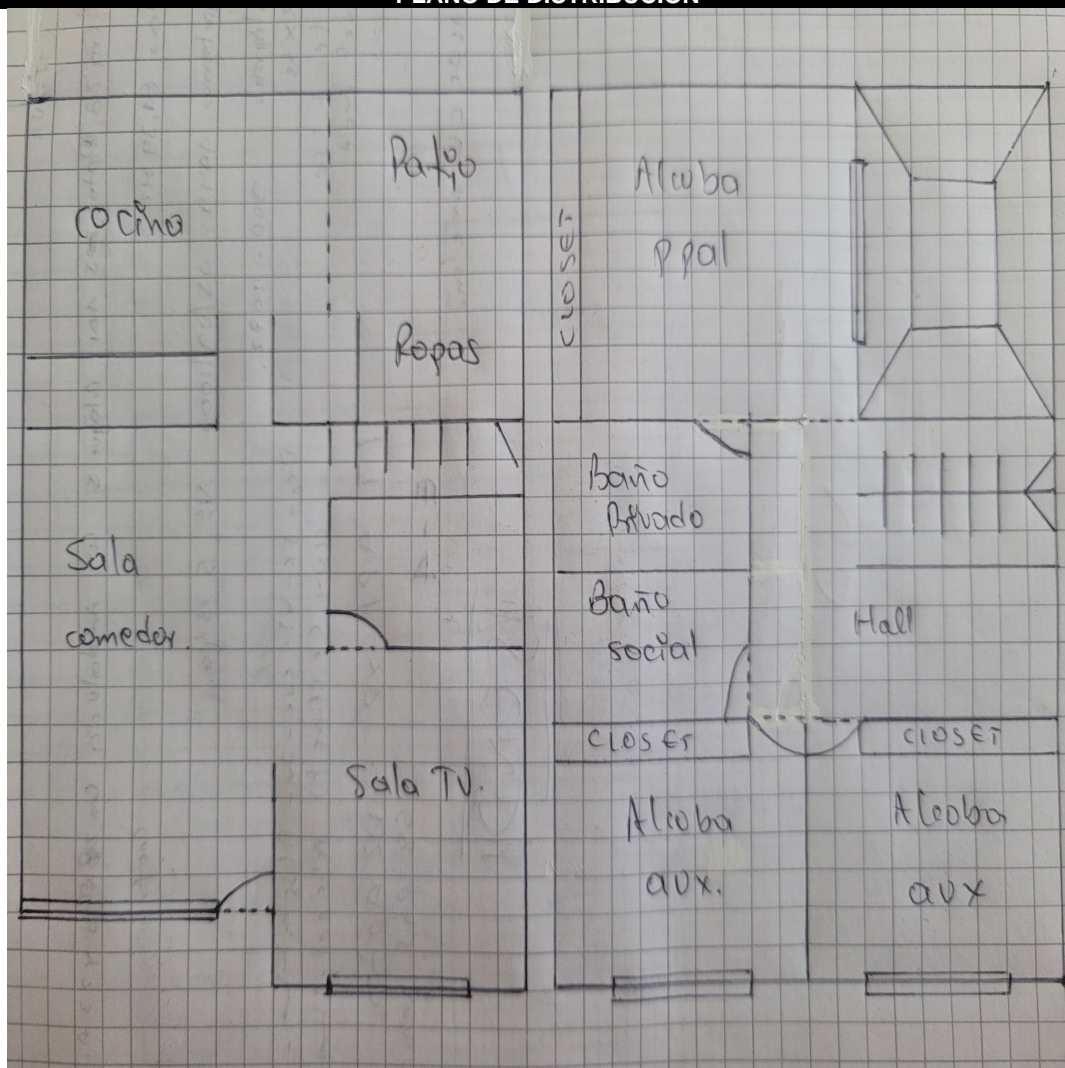 PLANO DE DISTRIBUCIÓN
Patio
Cocina
Ropas
Sala
comedor.
Sala TV.
CLOSET
Alcoba
ppal
Baño
Privado
Baño
social
Hall
CLOSET
CLOSET
Alcoba
aux.
Alcoba
aux